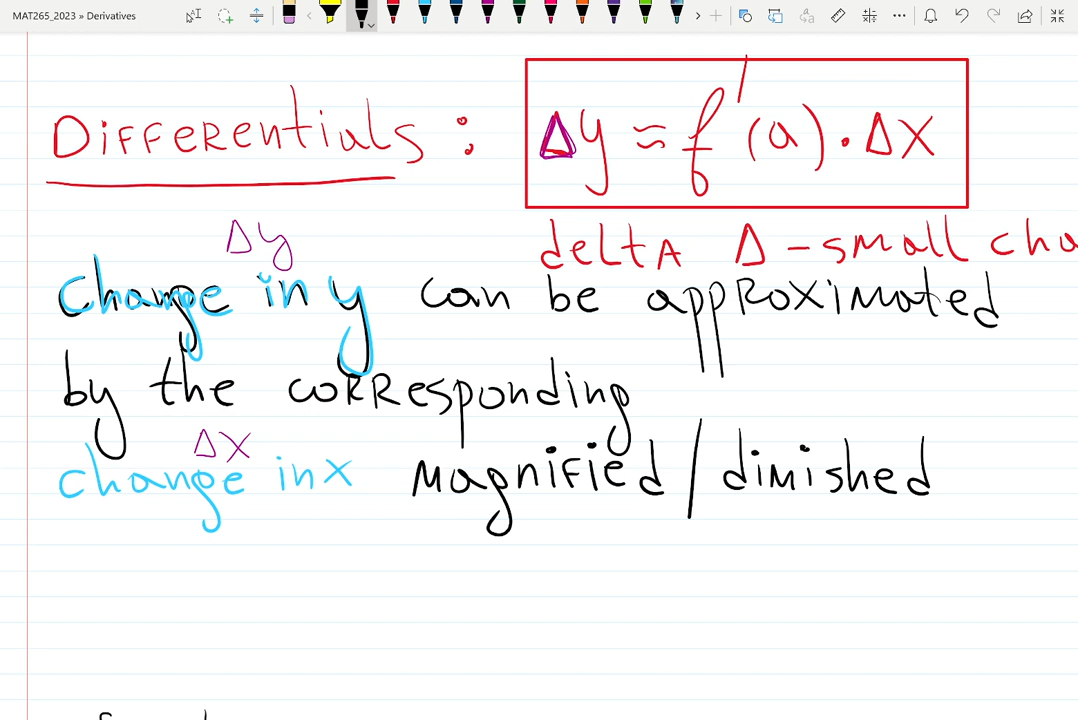 MAT265_2023 » Derivatives
Differentials : Δy ≈ f'(a) · Δx
delta Δ - small cha
Δy
change in y can be approximated
by the corresponding
Δx
change in x magnified / dimished